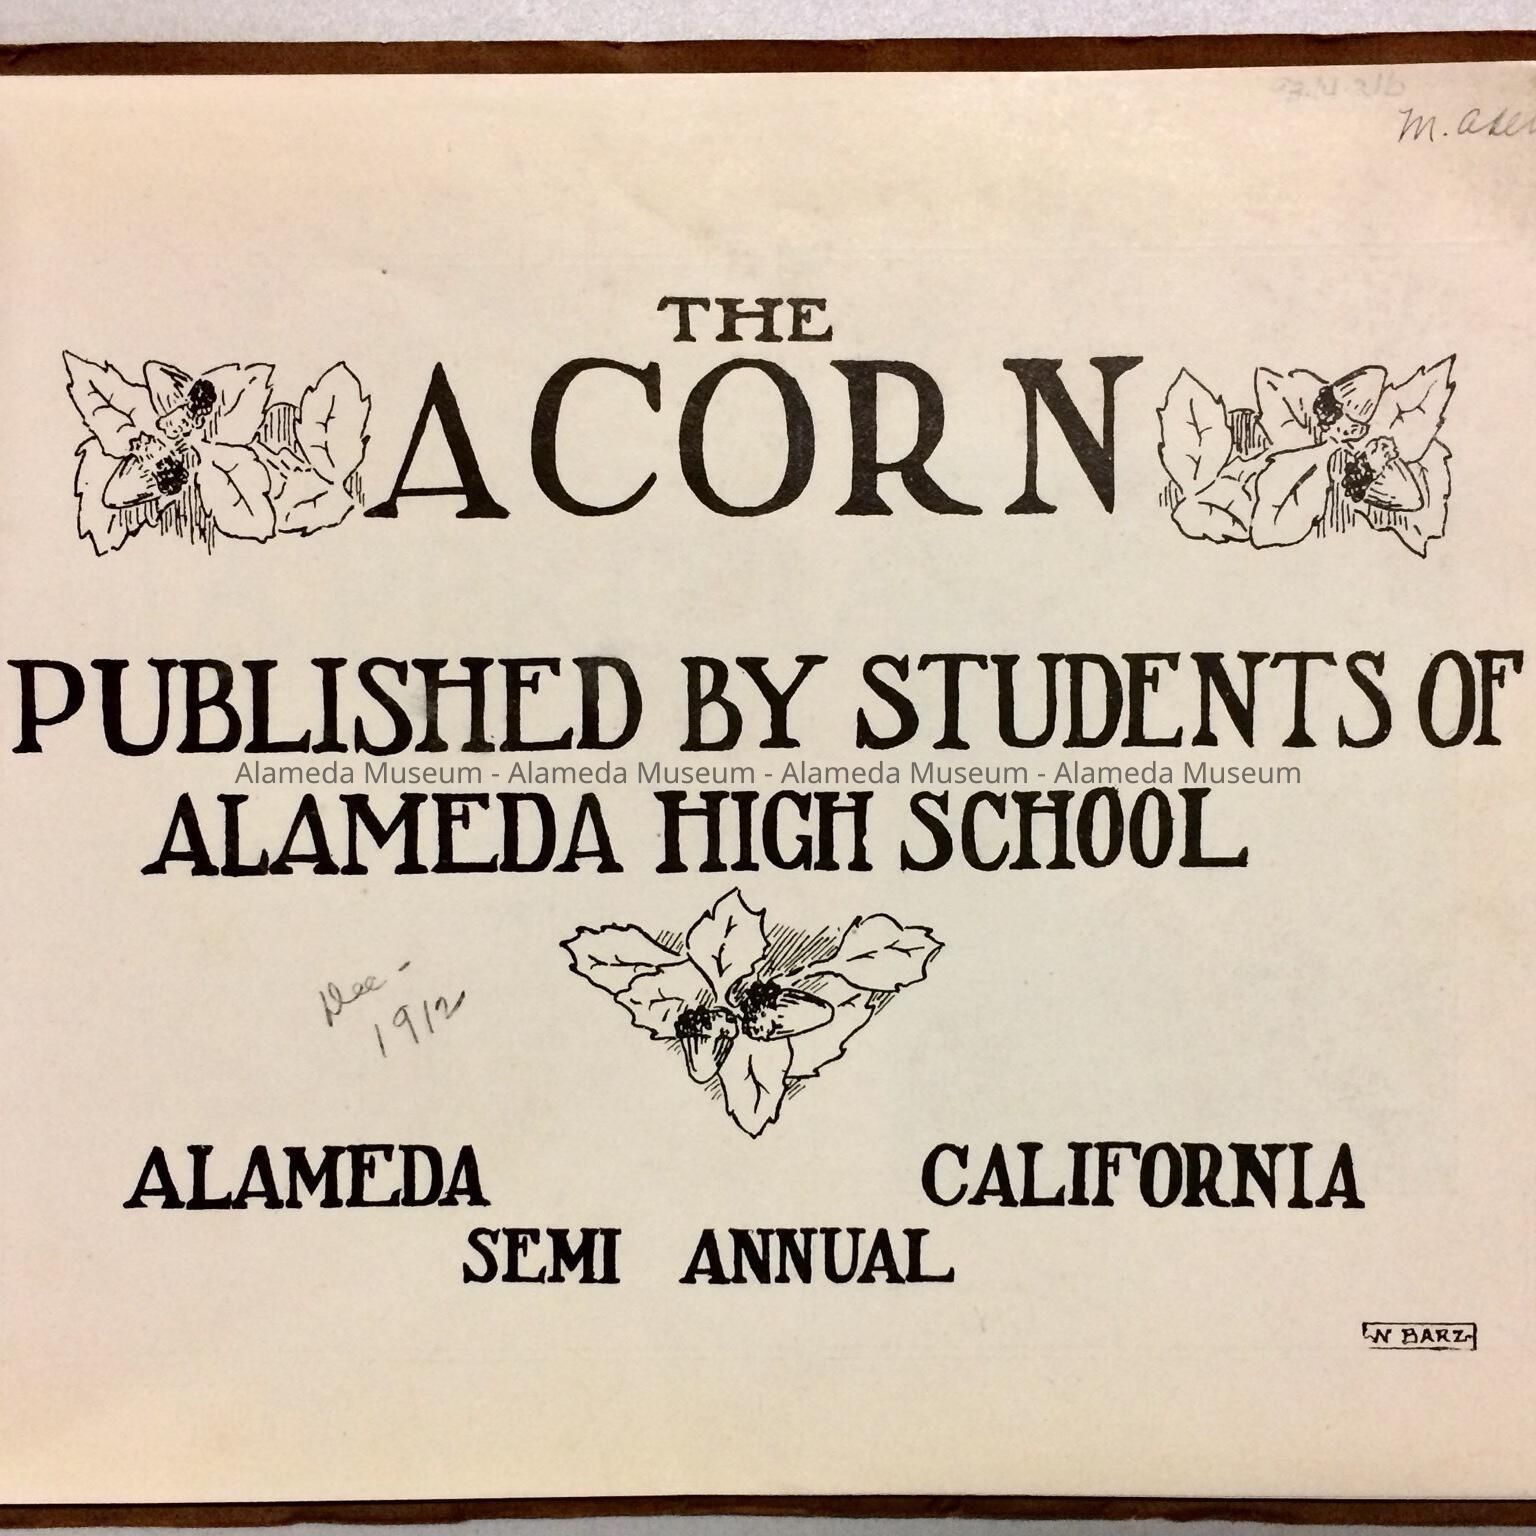 M.
THE
ACORN
PUBLISHED BY STUDENTS OF
Alameda Museum - Alameda Museum - Alameda Museum - Alameda Museum
ALAMEDA HIGH SCHOOL
Dec -
1912
ALAMEDA CALIFORNIA
SEMI ANNUAL
N BARZ